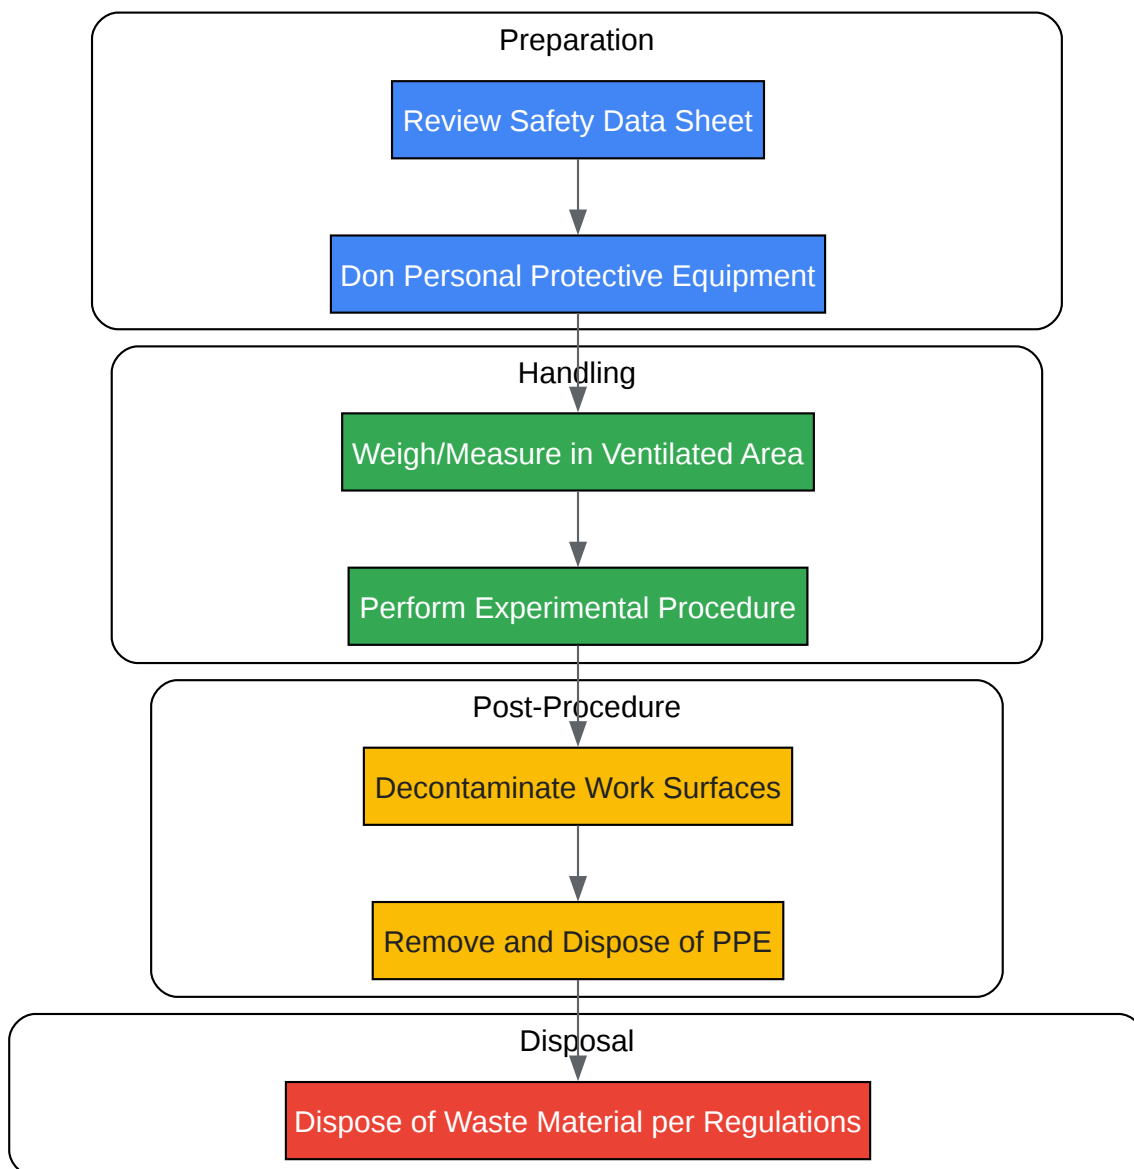 Preparation
Review Safety Data Sheet
Don Personal Protective Equipment
Handling
Weigh/Measure in Ventilated Area
Perform Experimental Procedure
Post-Procedure
Decontaminate Work Surfaces
Remove and Dispose of PPE
Disposal
Dispose of Waste Material per Regulations